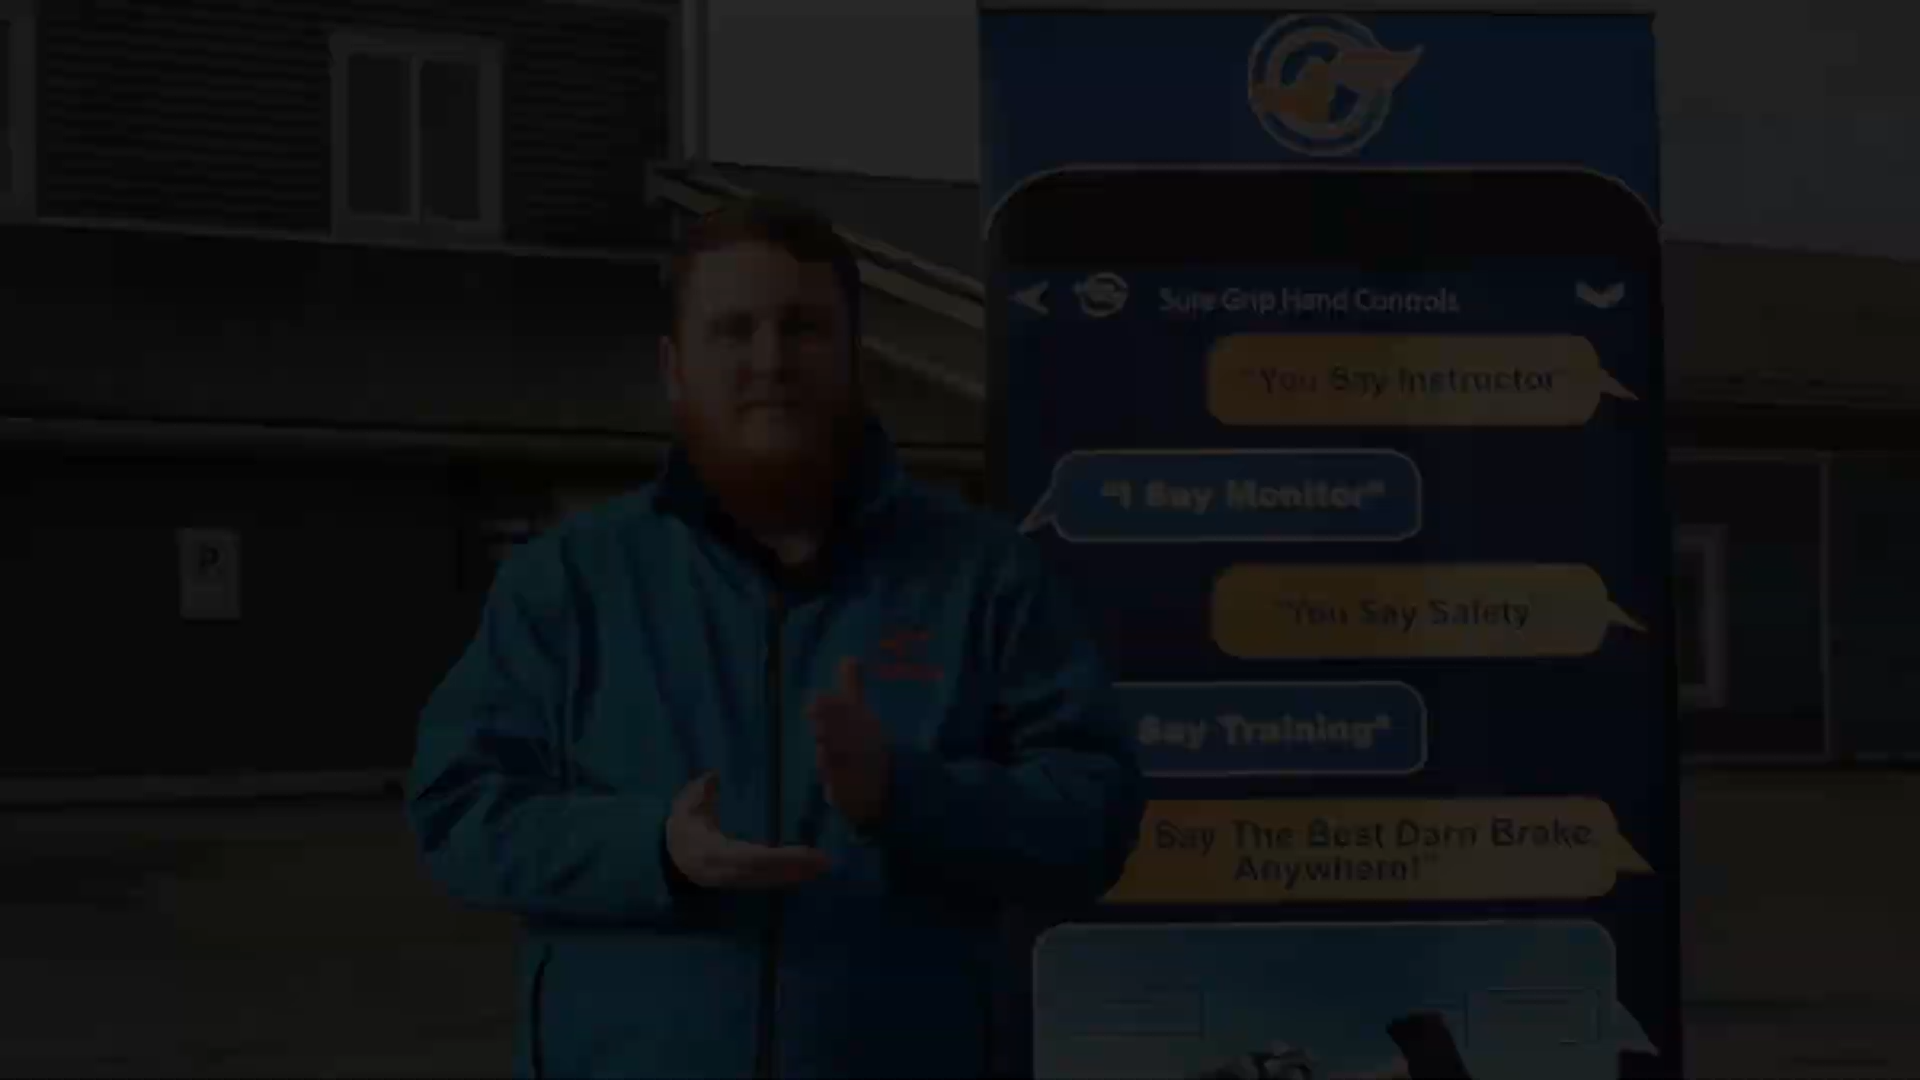 P
Sure Grip Hand Controls
"You Say Instructor"
"I Say Monitor"
"You Say Safety"
Say Training"
Say The Best Darn Brake
Anywhere!"